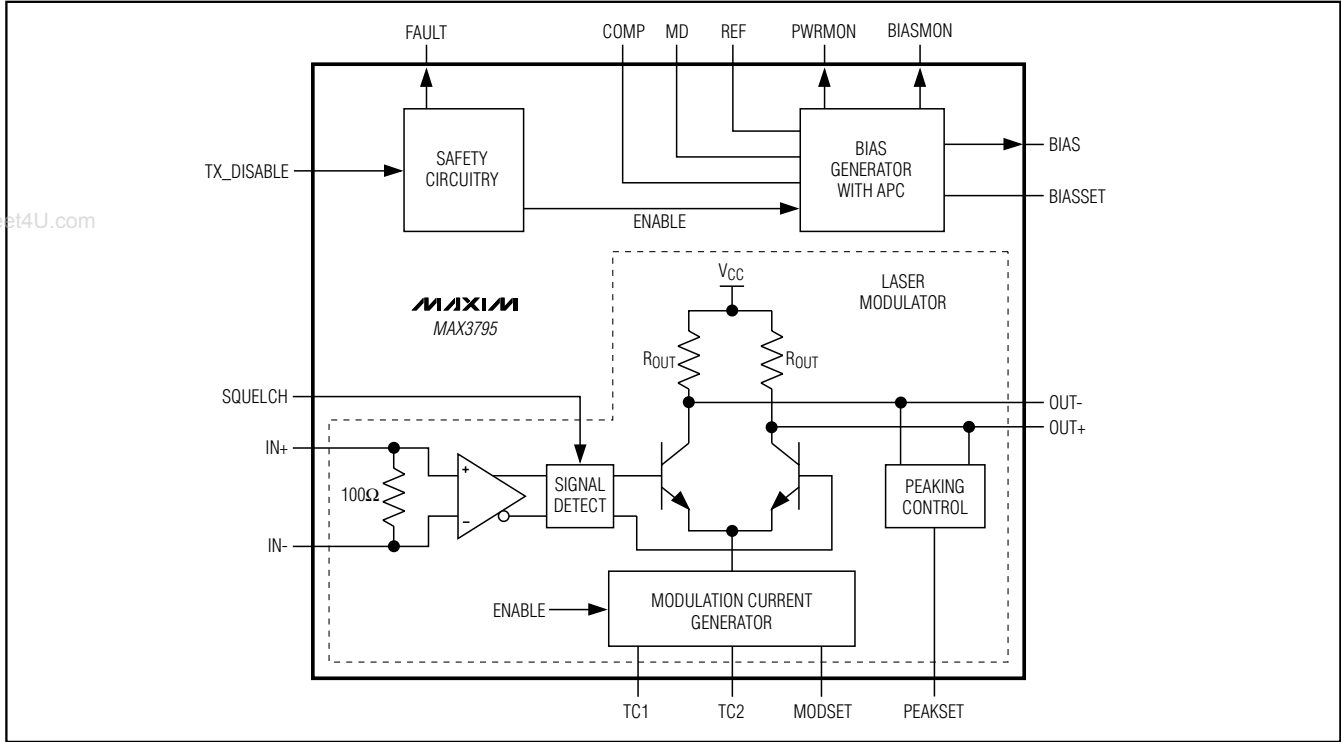 FAULT
COMP
MD
REF
PWRMON
BIASMON
SAFETY
CIRCUITRY
BIAS
GENERATOR
WITH APC
TX_DISABLE
BIAS
BIASSET
ENABLE
et4U.com
VCC
LASER
MODULATOR
MAXIM
MAX3795
ROUT
ROUT
SQUELCH
OUT-
OUT+
IN+
+
100Ω
SIGNAL
DETECT
PEAKING
CONTROL
-
IN-
ENABLE
MODULATION CURRENT
GENERATOR
TC1
TC2
MODSET
PEAKSET